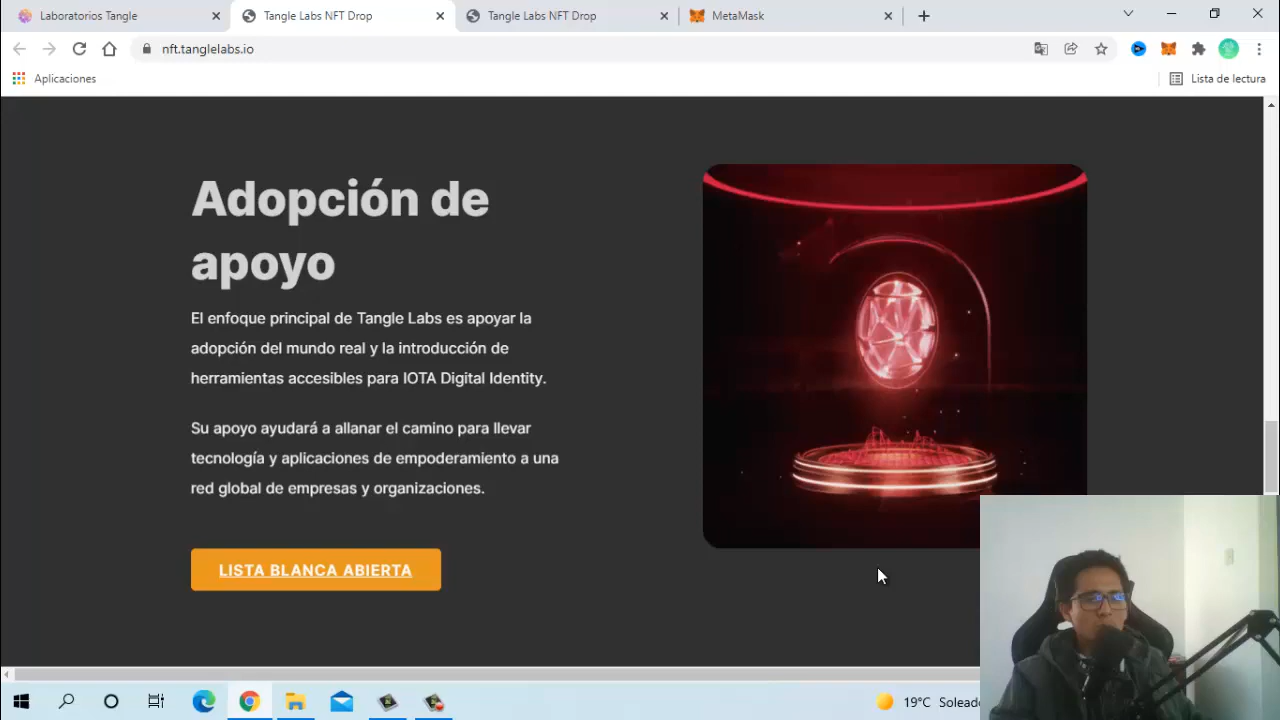 Laboratorios Tangle
Tangle Labs NFT Drop
Tangle Labs NFT Drop
MetaMask
nft.tanglelabs.io
Aplicaciones
Lista de lectura
Adopción de
apoyo
El enfoque principal de Tangle Labs es apoyar la
adopción del mundo real y la introducción de
herramientas accesibles para IOTA Digital Identity.
Su apoyo ayudará a allanar el camino para llevar
tecnología y aplicaciones de empoderamiento a una
red global de empresas y organizaciones.
LISTA BLANCA ABIERTA
19°C Soleado